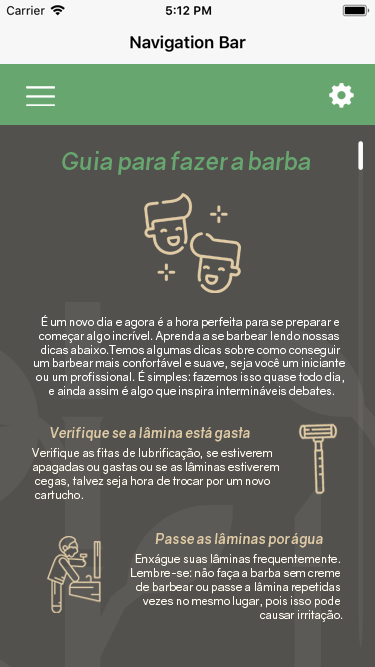 Carrier 5:12 PM
Navigation Bar
Guia para fazer a barba
É um novo dia e agora é a hora perfeita para se preparar e
começar algo incrível. Aprenda a se barbear lendo nossas
dicas abaixo.Temos algumas dicas sobre como conseguir
um barbear mais confortável e suave, seja você um iniciante
ou um profissional. É simples: fazemos isso quase todo dia,
e ainda assim é algo que inspira intermináveis debates.
Verifique se a lâmina está gasta
Verifique as fitas de lubrificação, se estiverem
apagadas ou gastas ou se as lâminas estiverem
cegas, talvez seja hora de trocar por um novo
cartucho.
Passe as lâminas por água
Enxágue suas lâminas frequentemente.
Lembre-se: não faça a barba sem creme
de barbear ou passe a lâmina repetidas
vezes no mesmo lugar, pois isso pode
causar irritação.